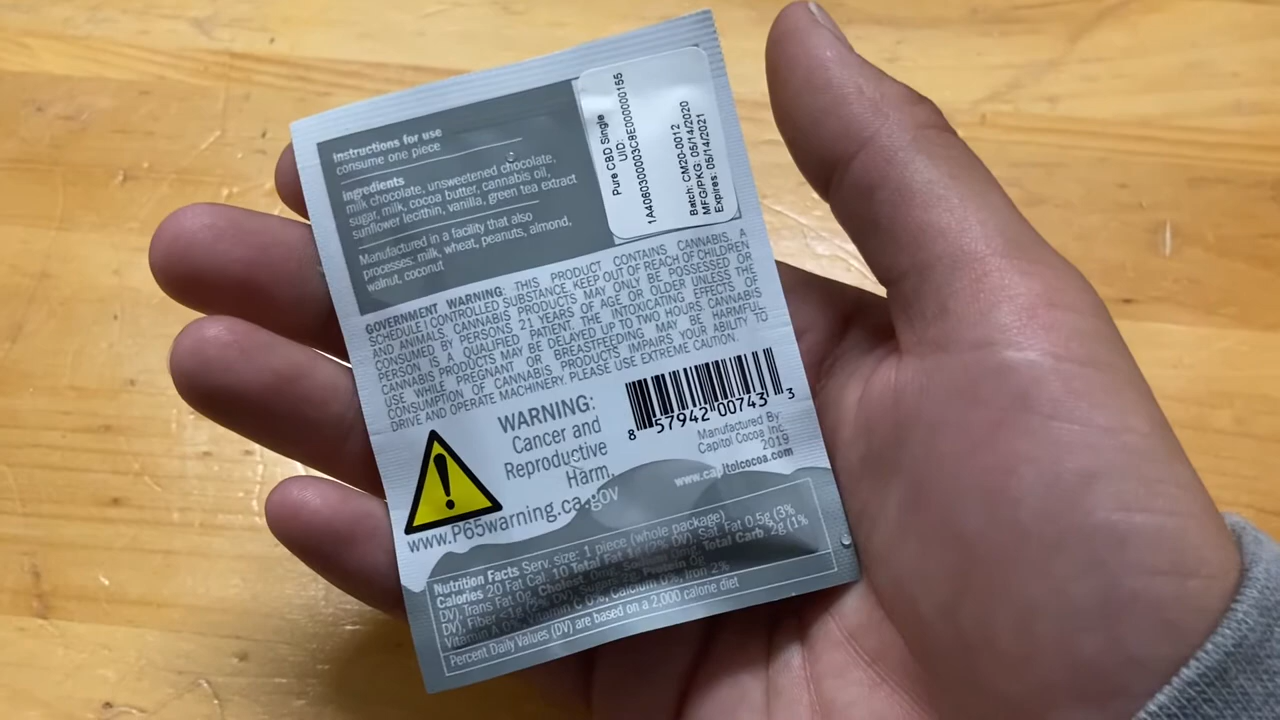 Instructions for use
consume one piece
ingredients
milk chocolate, unsweetened chocolate,
sugar, milk, cocoa butter, cannabis oil,
sunflower lecithin, vanilla, green tea extract
Manufactured in a facility that also
processes: milk, wheat, peanuts, almond,
walnut, coconut
Pure CBD Single
UID:
1A4060300003C8E000000155
Batch: CM20-0012
MFG/PKG: 05/14/2020
Expires: 05/14/2021
GOVERNMENT WARNING: THIS PRODUCT CONTAINS CANNABIS, A
SCHEDULE I CONTROLLED SUBSTANCE. KEEP OUT OF REACH OF CHILDREN
AND ANIMALS. CANNABIS PRODUCTS MAY ONLY BE POSSESSED OR
CONSUMED BY PERSONS 21 YEARS OF AGE OR OLDER UNLESS THE
PERSON IS A QUALIFIED PATIENT. THE INTOXICATING EFFECTS OF
CANNABIS PRODUCTS MAY BE DELAYED UP TO TWO HOURS. CANNABIS
USE WHILE PREGNANT OR BREASTFEEDING MAY BE HARMFUL.
CONSUMPTION OF CANNABIS PRODUCTS IMPAIRS YOUR ABILITY TO
DRIVE AND OPERATE MACHINERY. PLEASE USE EXTREME CAUTION.
WARNING:
Cancer and
Reproductive
Harm,
www.P65warning.ca.gov
8 57942 00743 3
Manufactured By:
Capitol Cocoa Inc.
2019
www.capitolcocoa.com
Nutrition Facts Serv. size: 1 piece (whole package)
Calories 20 Fat Cal. 10 Total Fat 1g (2% DV), Sat. Fat 0.5g (3%
DV), Trans Fat 0g, Cholest. 0mg, Total Carb. 2g (1%
DV), Fiber Protein 0g
Vitamin A 0%, Vitamin C 0%, Calcium 0%, Iron 2%
Percent Daily Values (DV) are based on a 2,000 calorie diet